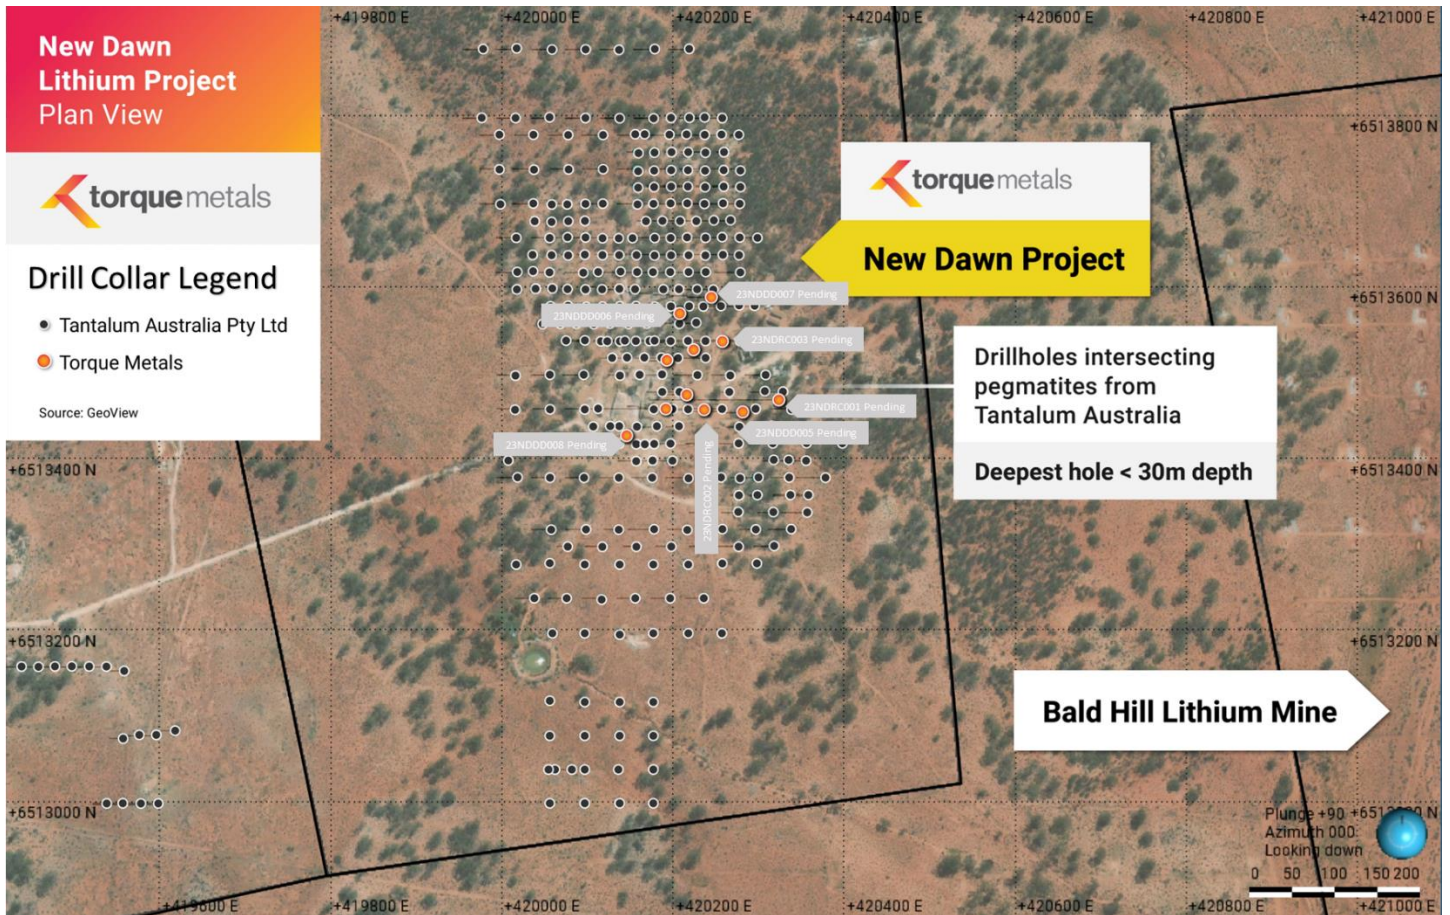 +419800 E
+420000 E
+420200 E
+420400 E
+420600 E
+420800 E
+421000 E
New Dawn
Lithium Project
Plan View
torquemetals
Drill Collar Legend
Tantalum Australia Pty Ltd
Torque Metals
Source: GeoView
+6513800 N
torquemetals
New Dawn Project
23NDDD007 Pending
+6513600 N
23NDDD006 Pending
23NDRC003 Pending
Drillholes intersecting
pegmatites from
Tantalum Australia
Deepest hole < 30m depth
23NDRC001 Pending
23NDDD005 Pending
23NDDD008 Pending
23NDRC002 Pending
+6513400 N
+6513400 N
+6513200 N
+6513200 N
Bald Hill Lithium Mine
+6513000 N
Plunge +90
Azimuth 000
Looking down
0 50 100 150 200
+419600 E
+419800 E
+420000 E
+420200 E
+420400 E
+420600 E
+420800 E
+421000 E